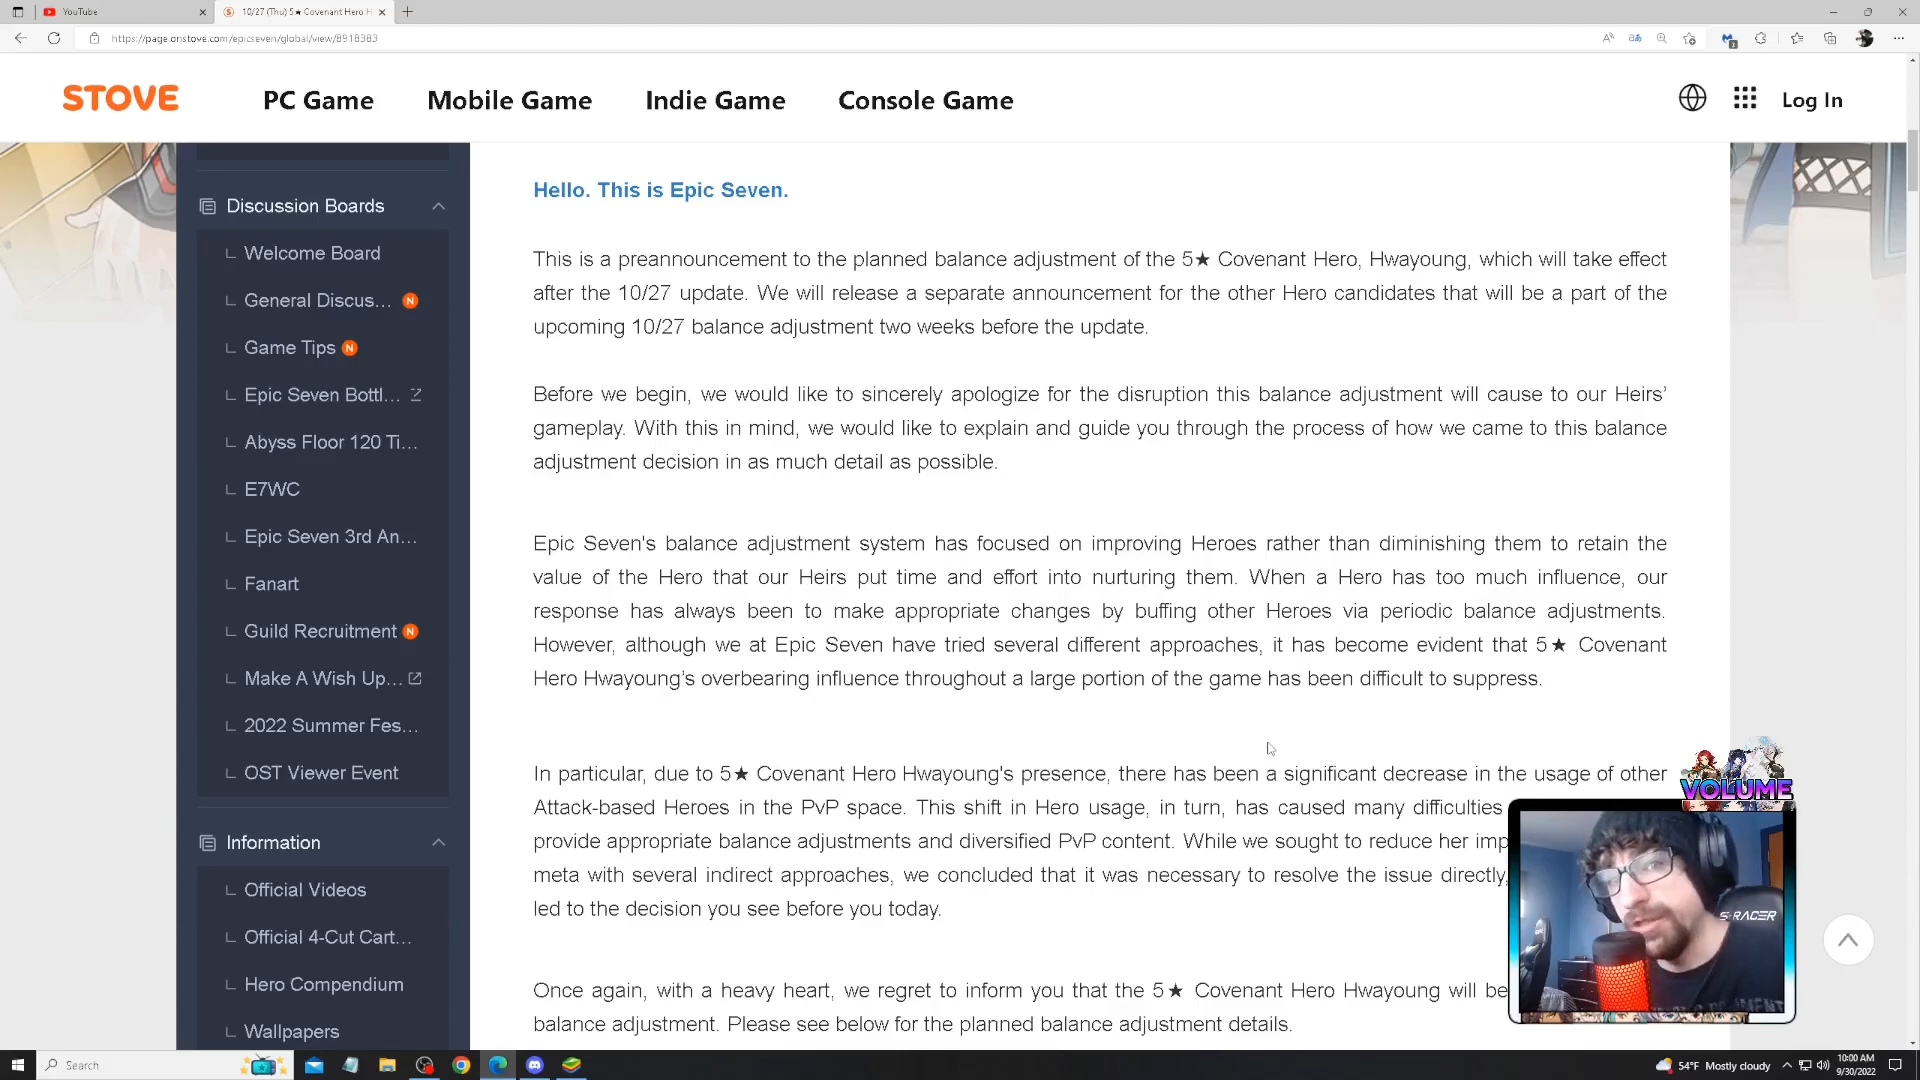 YouTube
10/27 (Thu) 5★ Covenant Hero H
https://page.onstove.com/epicseven/global/view/8918383
STOVE
PC Game
Mobile Game
Indie Game
Console Game
Log In
Discussion Boards
Welcome Board
General Discus... N
Game Tips N
Epic Seven Bottl...
Abyss Floor 120 Ti...
E7WC
Epic Seven 3rd An...
Fanart
Guild Recruitment N
Make A Wish Up...
2022 Summer Fes...
OST Viewer Event
Information
Official Videos
Official 4-Cut Cart...
Hero Compendium
Wallpapers
Hello. This is Epic Seven.
This is a preannouncement to the planned balance adjustment of the 5★ Covenant Hero, Hwayoung, which will take effect
after the 10/27 update. We will release a separate announcement for the other Hero candidates that will be a part of the
upcoming 10/27 balance adjustment two weeks before the update.
Before we begin, we would like to sincerely apologize for the disruption this balance adjustment will cause to our Heirs’
gameplay. With this in mind, we would like to explain and guide you through the process of how we came to this balance
adjustment decision in as much detail as possible.
Epic Seven's balance adjustment system has focused on improving Heroes rather than diminishing them to retain the
value of the Hero that our Heirs put time and effort into nurturing them. When a Hero has too much influence, our
response has always been to make appropriate changes by buffing other Heroes via periodic balance adjustments.
However, although we at Epic Seven have tried several different approaches, it has become evident that 5★ Covenant
Hero Hwayoung’s overbearing influence throughout a large portion of the game has been difficult to suppress.
In particular, due to 5★ Covenant Hero Hwayoung's presence, there has been a significant decrease in the usage of other
Attack-based Heroes in the PvP space. This shift in Hero usage, in turn, has caused many difficulties
provide appropriate balance adjustments and diversified PvP content. While we sought to reduce her imp
meta with several indirect approaches, we concluded that it was necessary to resolve the issue directly,
led to the decision you see before you today.
Once again, with a heavy heart, we regret to inform you that the 5★ Covenant Hero Hwayoung will be
balance adjustment. Please see below for the planned balance adjustment details.
VOLUME
S-RACER
Search
54°F Mostly cloudy
10:00 AM
9/30/2022